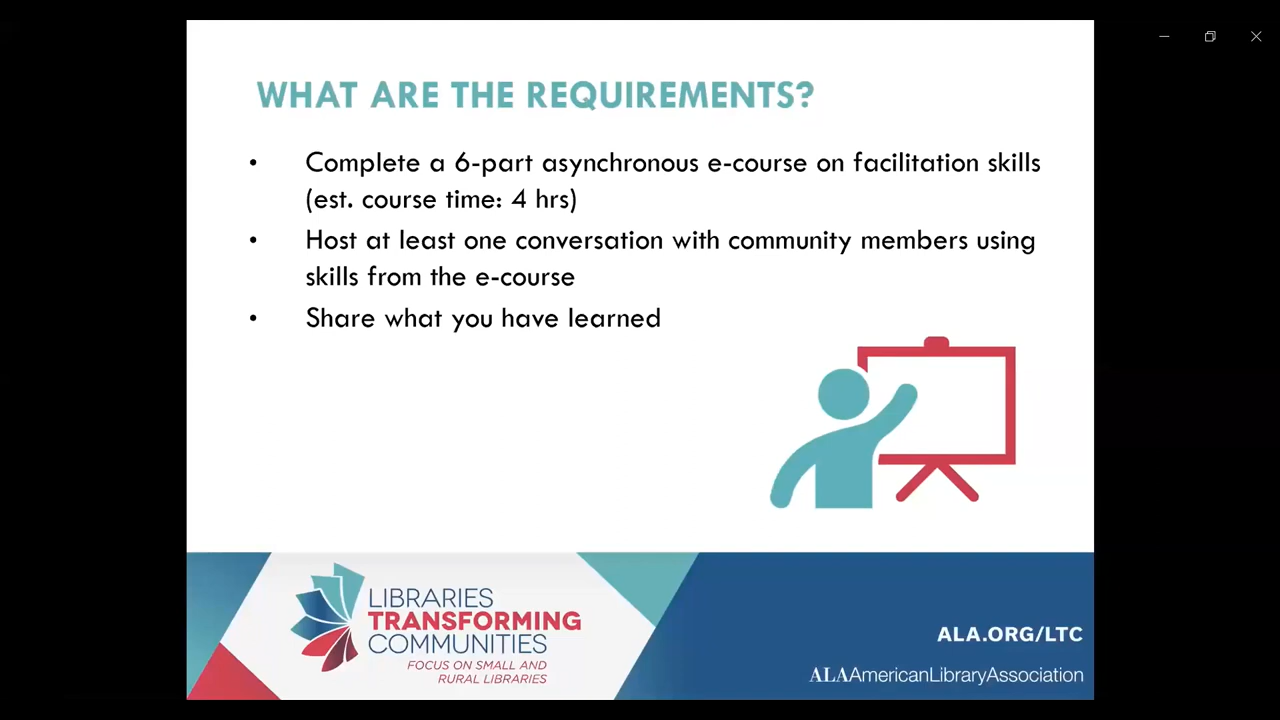 WHAT ARE THE REQUIREMENTS?
• Complete a 6-part asynchronous e-course on facilitation skills
(est. course time: 4 hrs)
• Host at least one conversation with community members using
skills from the e-course
• Share what you have learned
LIBRARIES
TRANSFORMING
COMMUNITIES
FOCUS ON SMALL AND
RURAL LIBRARIES
ALA.ORG/LTC
ALAAmericanLibraryAssociation